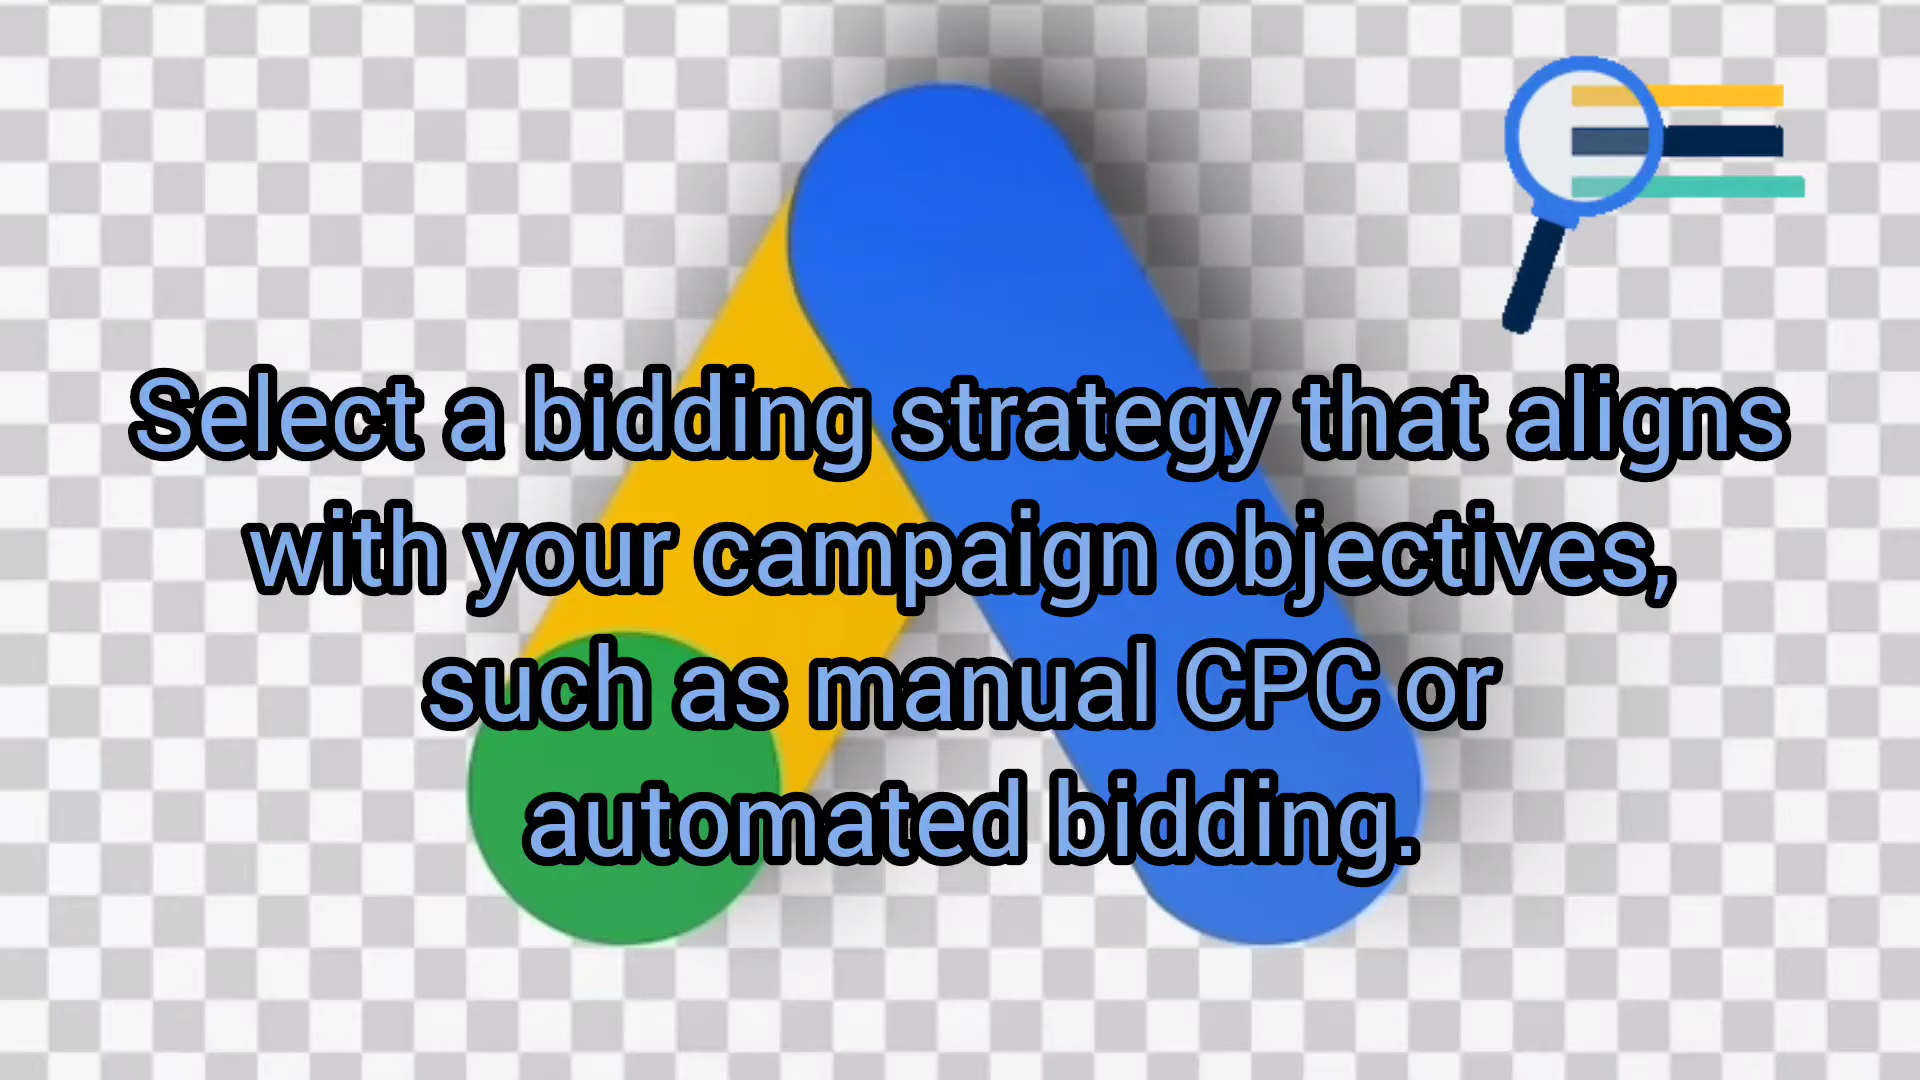 Select a bidding strategy that aligns
with your campaign objectives,
such as manual CPC or
automated bidding.